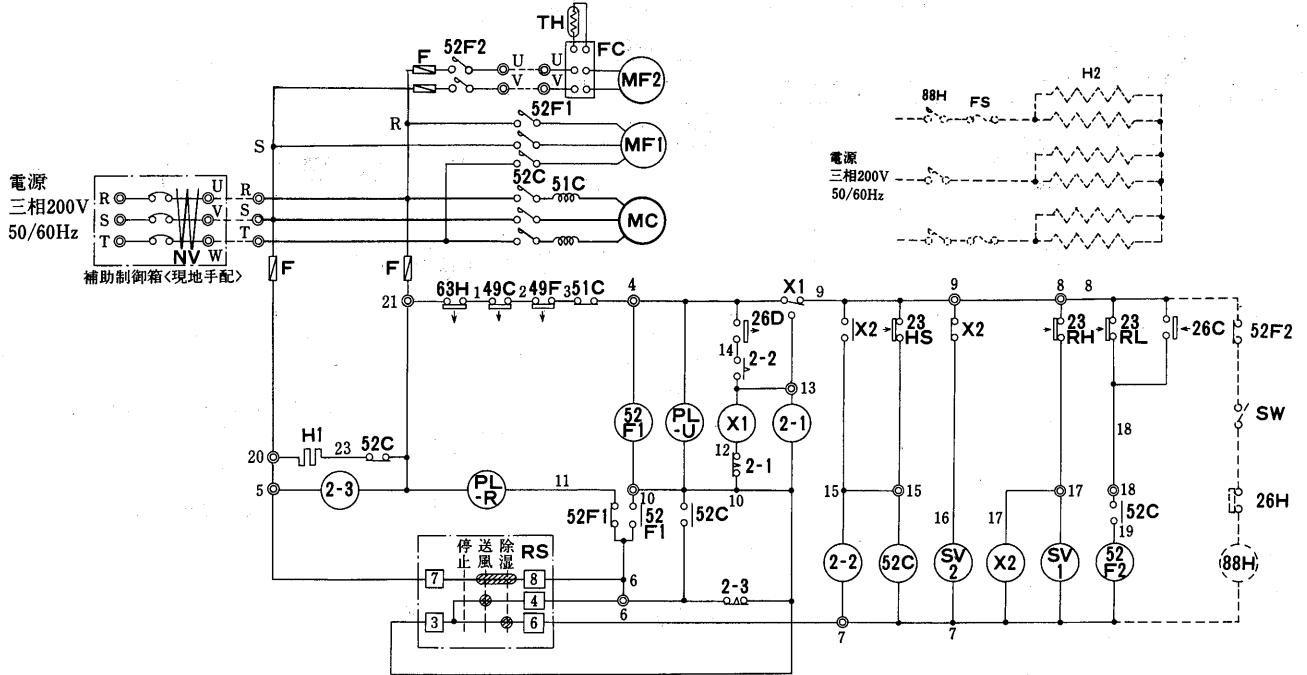 TH
FC
52F2
F
U
U
V
V
MF2
52F1
R
S
MF1
電源
三相200V
50/60Hz
R
S
T
U
V
W
NV
補助制御箱<現地手配>
R
S
T
52C
51C
MC
H2
88H
FS
電源
三相200V
50/60Hz
F
F
21
63H
1
49C
2
49F
3
51C
4
X1
9
9
8
8
26D
14
2-2
13
X2
23
HS
X2
23
RH
23
RL
26C
52F2
52
F1
PL
-U
X1
2-1
12
2-1
18
SW
H1
23
52C
20
5
2-3
PL
-R
11
10
10
52F1
52
F1
52C
15
15
16
17
17
18
52C
19
26H
停止
送風
除湿
RS
7
8
6
4
6
3
6
2-3
2-2
52C
SV
2
X2
SV
1
52
F2
88H
7
7